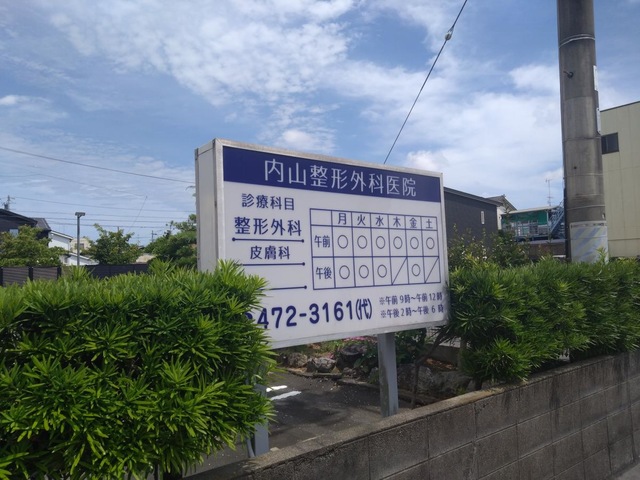 内山整形外科医院
診療科目
整形外科
皮膚科
月 火 水 木 金 土
午前 ○ ○ ○ ○ ○ ○
午後 ○ ○ ○ ／ ○ ／
472-3161(代)
※午前9時〜午前12時
※午後2時〜午後6時